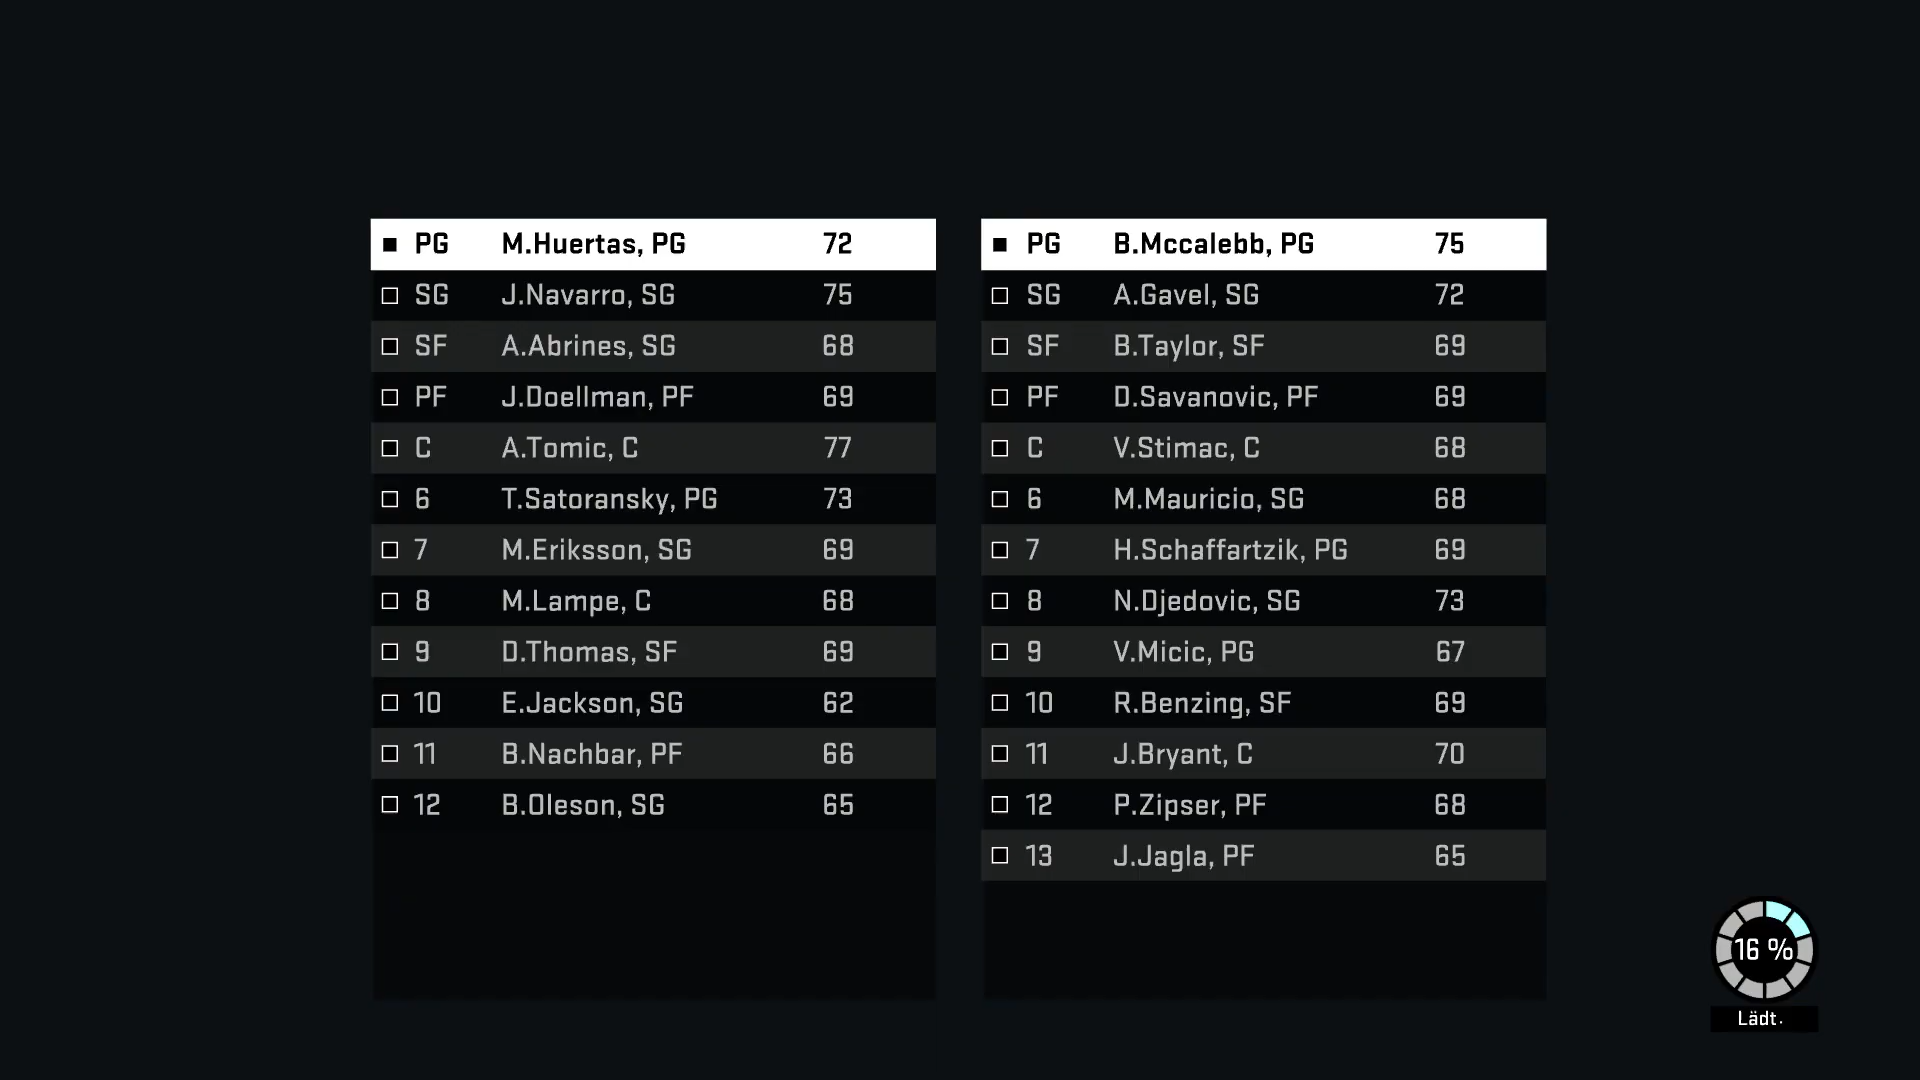 PG M.Huertas, PG 72
SG J.Navarro, SG 75
SF A.Abrines, SG 68
PF J.Doellman, PF 69
C A.Tomic, C 77
6 T.Satoransky, PG 73
7 M.Eriksson, SG 69
8 M.Lampe, C 68
9 D.Thomas, SF 69
10 E.Jackson, SG 62
11 B.Nachbar, PF 66
12 B.Oleson, SG 65
PG B.Mccalebb, PG 75
SG A.Gavel, SG 72
SF B.Taylor, SF 69
PF D.Savanovic, PF 69
C V.Stimac, C 68
6 M.Mauricio, SG 68
7 H.Schaffartzik, PG 69
8 N.Djedovic, SG 73
9 V.Micic, PG 67
10 R.Benzing, SF 69
11 J.Bryant, C 70
12 P.Zipser, PF 68
13 J.Jagla, PF 65
16 %
Lädt.